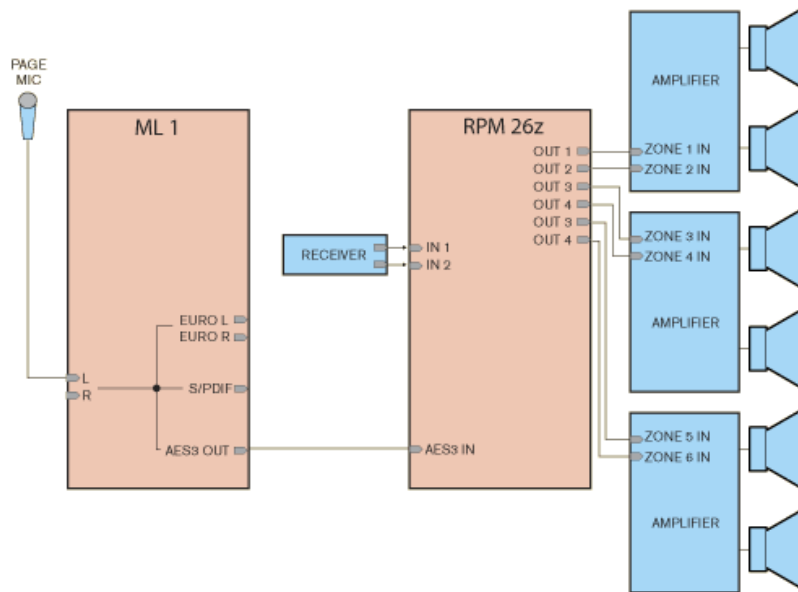 PAGE
MIC
ML 1
EURO L
EURO R
L
R
S/PDIF
AES3 OUT
RECEIVER
RPM 26z
OUT 1
OUT 2
OUT 3
OUT 4
OUT 3
OUT 4
IN 1
IN 2
AES3 IN
AMPLIFIER
ZONE 1 IN
ZONE 2 IN
ZONE 3 IN
ZONE 4 IN
AMPLIFIER
ZONE 5 IN
ZONE 6 IN
AMPLIFIER